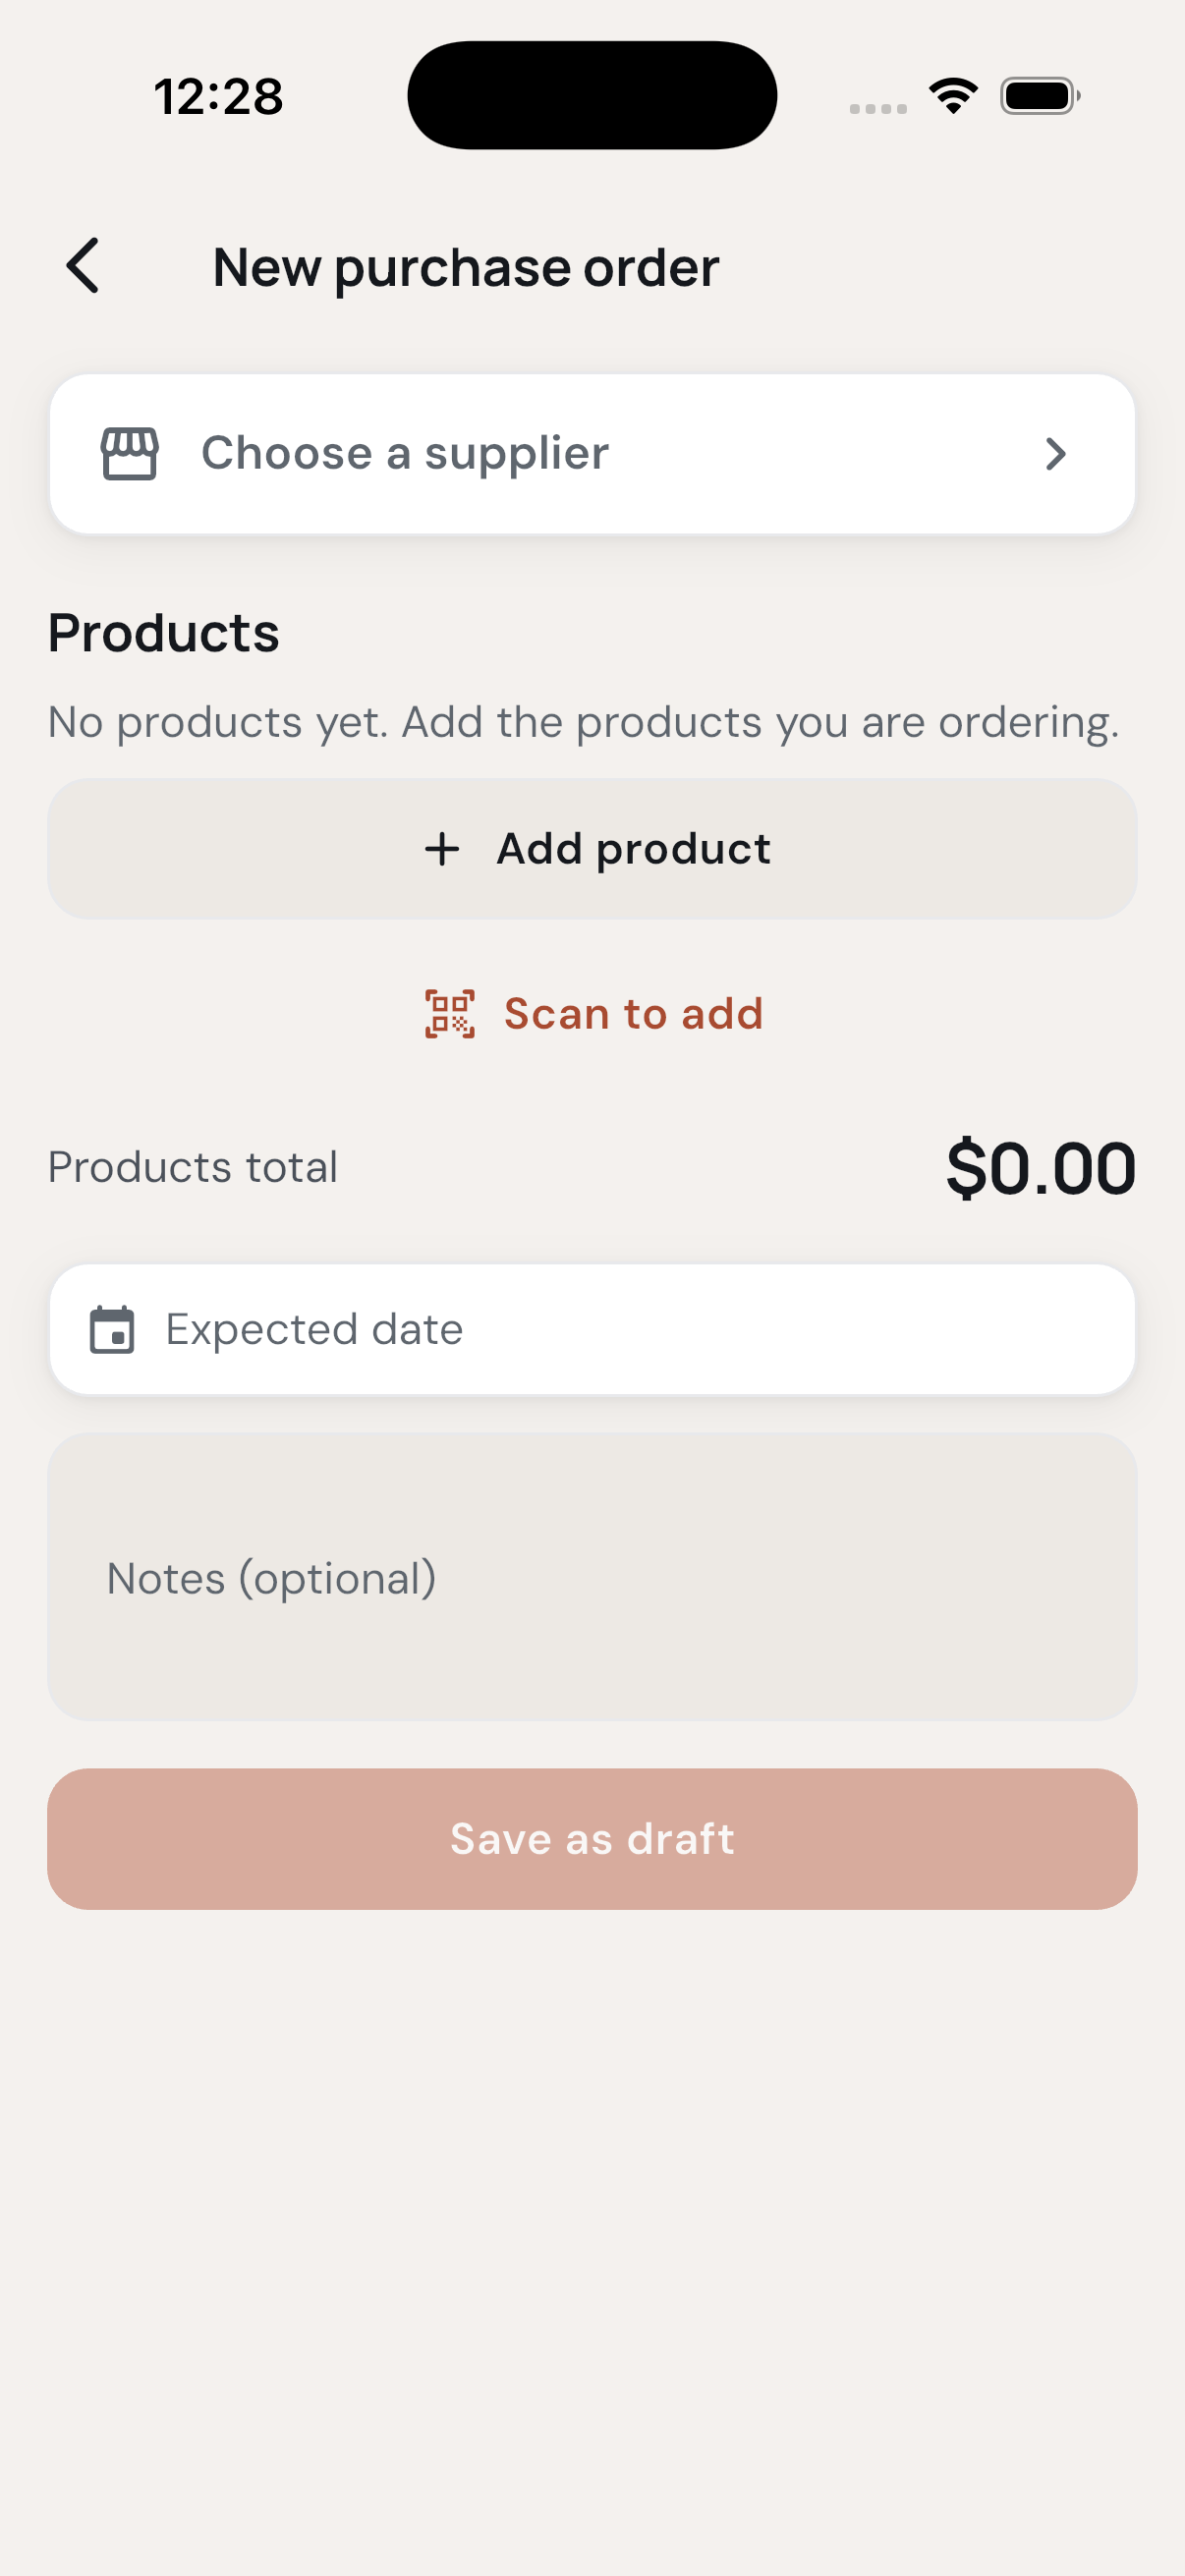 12:28
New purchase order
Choose a supplier
Products
No products yet. Add the products you are ordering.
Add product
Scan to add
Products total
$0.00
Expected date
Notes (optional)
Save as draft